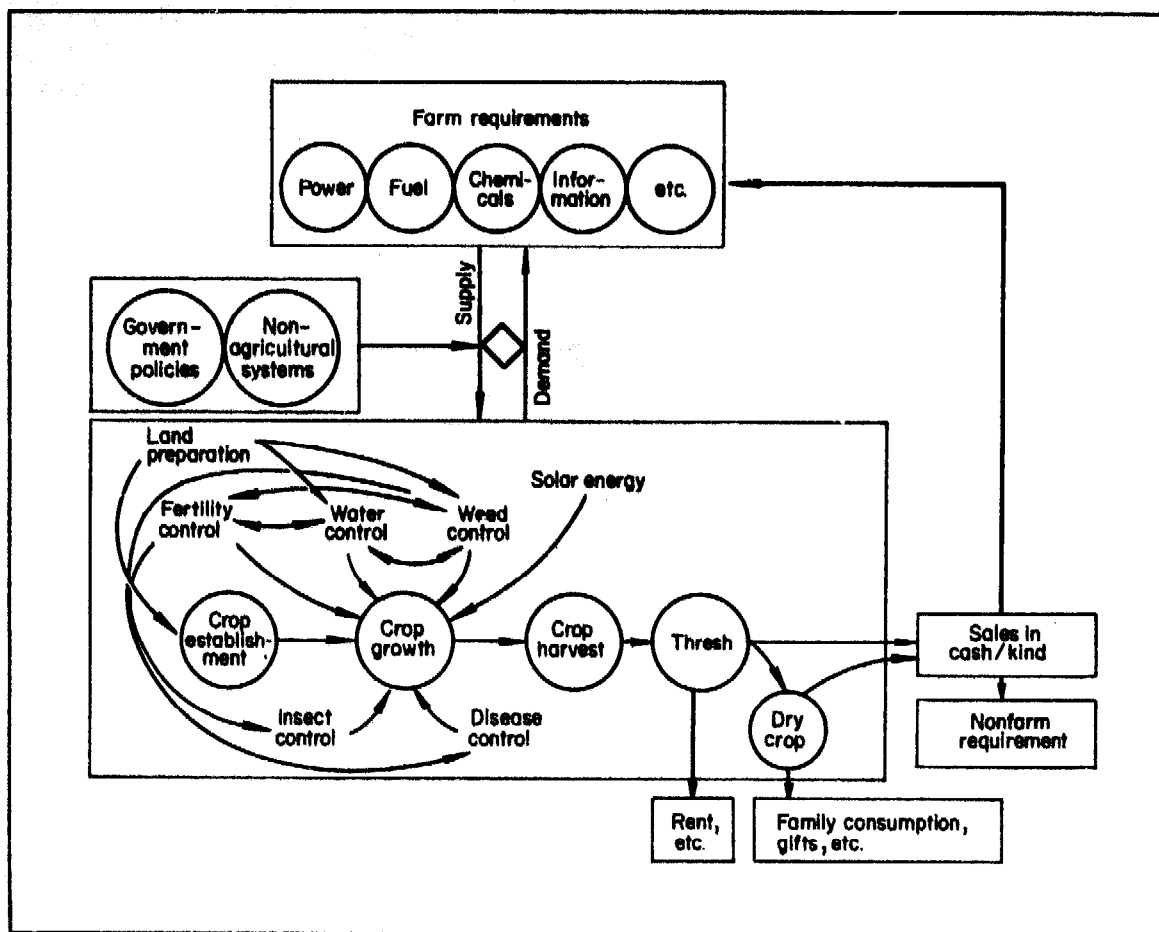 Farm requirements
Power
Fuel
Chemi-
cals
Infor-
mation
etc.
Supply
Demand
Govern-
ment
policies
Non-
agricultural
systems
Land
preparation
Solar energy
Fertility
control
Water
control
Weed
control
Crop
establish-
ment
Crop
growth
Crop
harvest
Thresh
Sales in
cash/kind
Insect
control
Disease
control
Dry
crop
Nonfarm
requirement
Rent,
etc.
Family consumption,
gifts, etc.